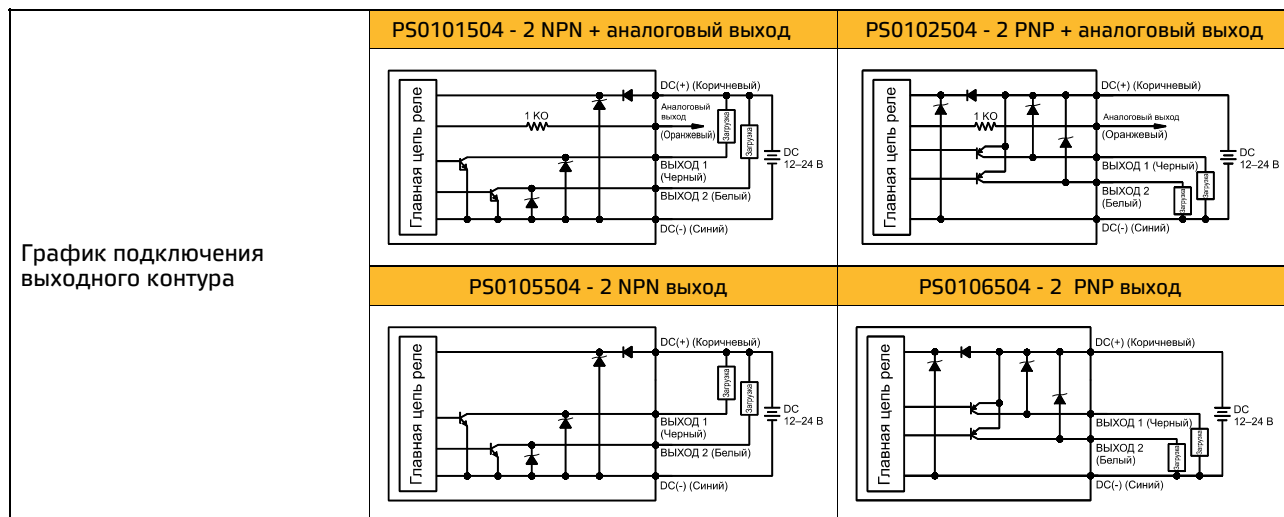 График подключения
выходного контура
PS0101504 - 2 NPN + аналоговый выход
Главная цепь реле
1 KO
DC(+) (Коричневый)
Аналоговый
выход
(Оранжевый)
Загрузка
Загрузка
DC
12–24 В
ВЫХОД 1
(Черный)
ВЫХОД 2 (Белый)
DC(-) (Синий)
PS0102504 - 2 PNP + аналоговый выход
Главная цепь реле
1 KO
DC(+) (Коричневый)
Аналоговый выход
(Оранжевый)
DC
12–24 В
ВЫХОД 1 (Черный)
ВЫХОД 2
(Белый)
Загрузка
Загрузка
DC(-) (Синий)
PS0105504 - 2 NPN выход
Главная цепь реле
DC(+) (Коричневый)
Загрузка
Загрузка
DC
12–24 В
ВЫХОД 1
(Черный)
ВЫХОД 2 (Белый)
DC(-) (Синий)
PS0106504 - 2 PNP выход
Главная цепь реле
DC(+) (Коричневый)
DC
12–24 В
ВЫХОД 1 (Черный)
ВЫХОД 2
(Белый)
Загрузка
Загрузка
DC(-) (Синий)